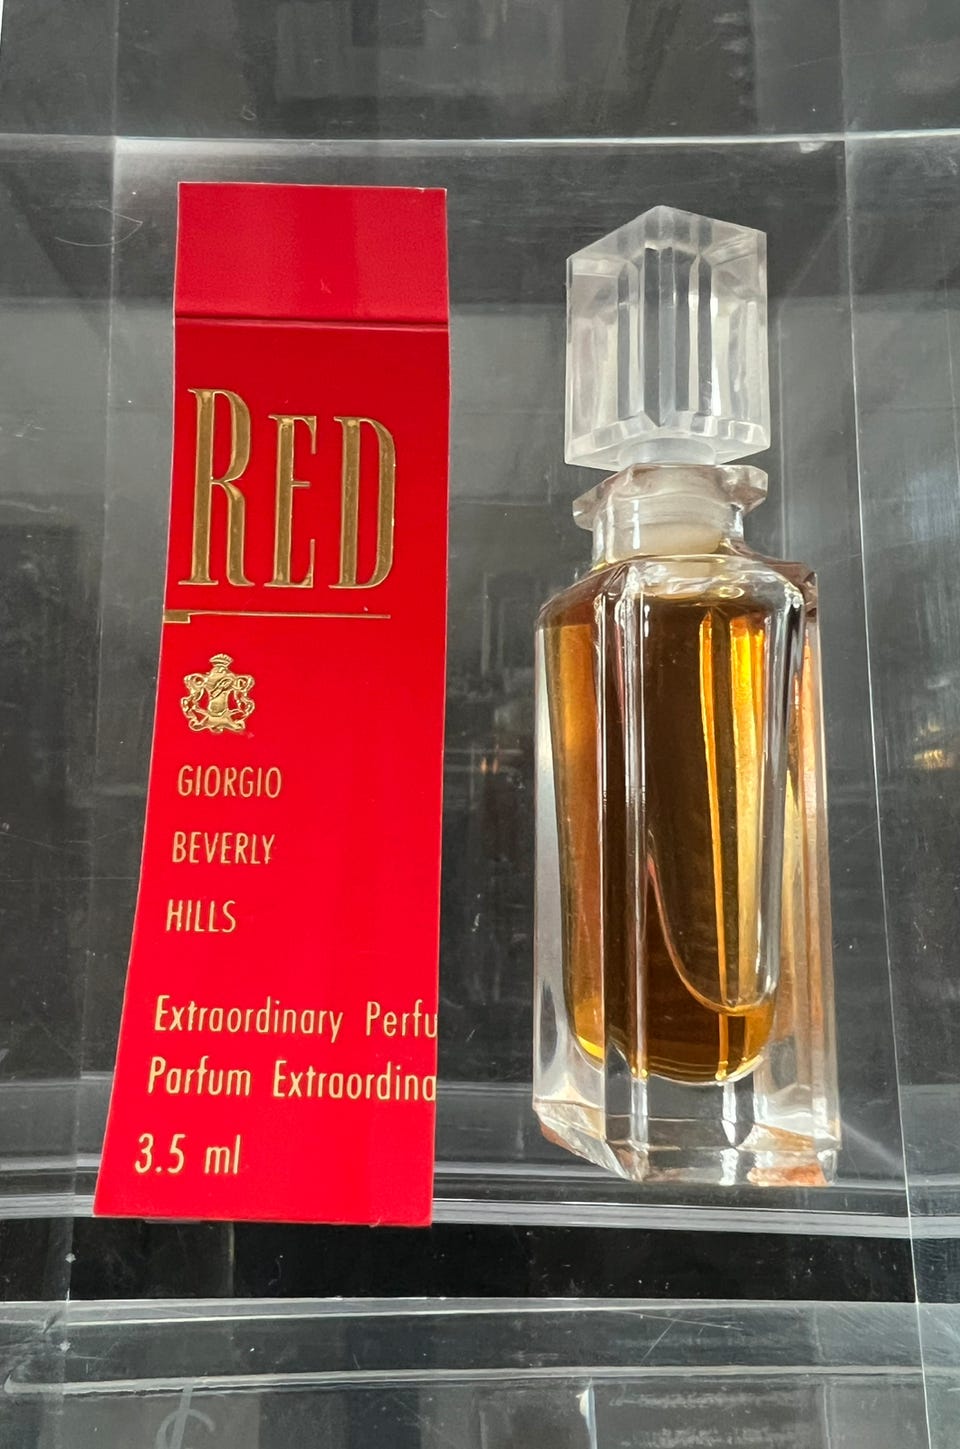 RED
GIORGIO
BEVERLY
HILLS
Extraordinary Perfu
Parfum Extraordina
3.5 ml